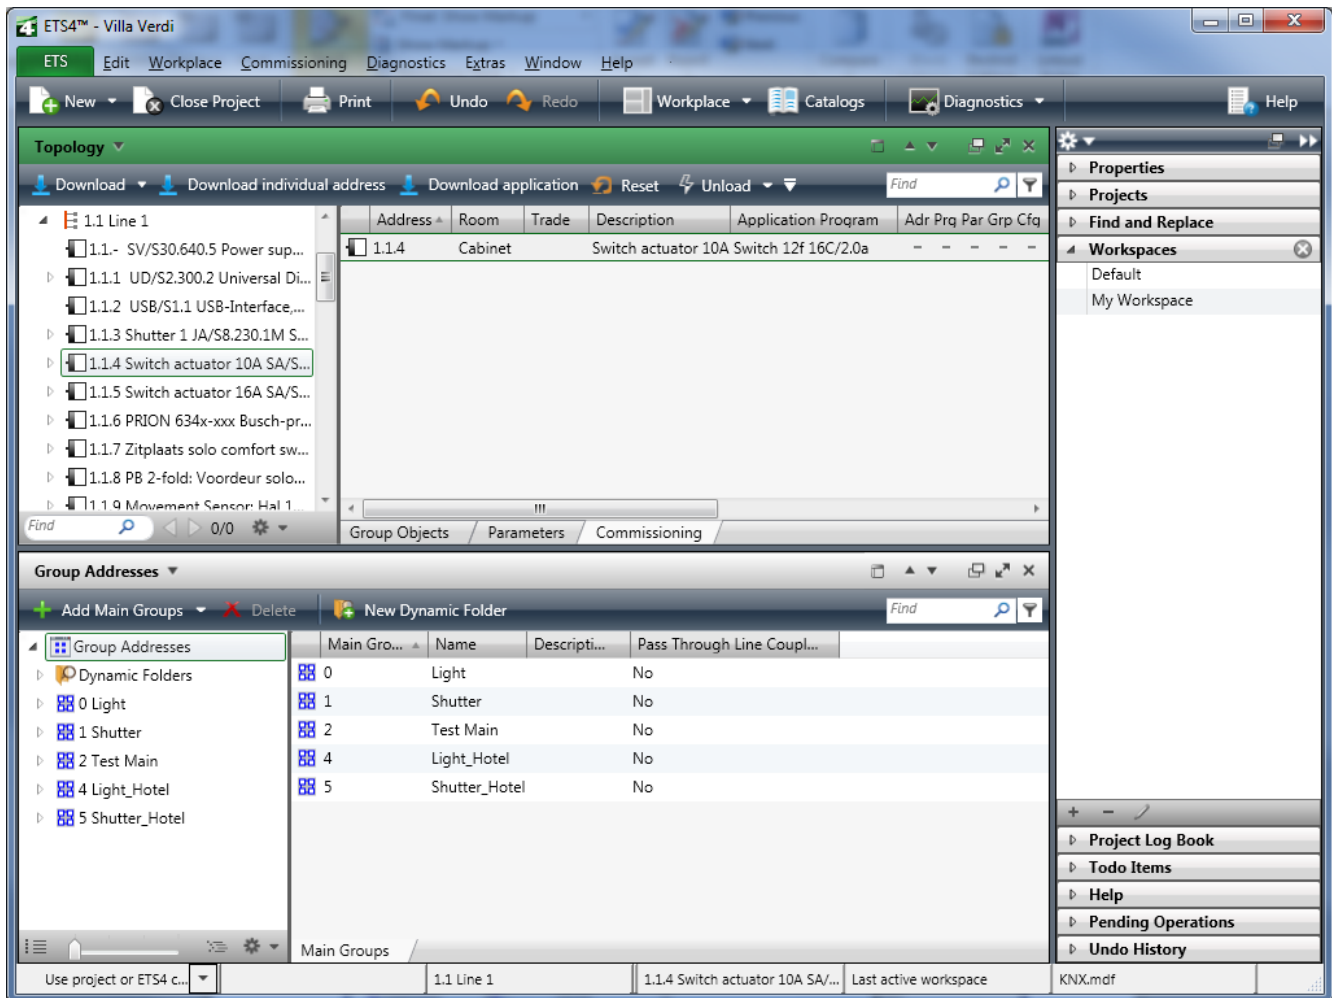 ETS4™ - Villa Verdi
ETS Edit Workplace Commissioning Diagnostics Extras Window Help
New Close Project Print Undo Redo Workplace Catalogs Diagnostics Help
Topology
Download Download individual address Download application Reset Unload Find
1.1 Line 1
1.1.- SV/S30.640.5 Power sup...
1.1.1 UD/S2.300.2 Universal Di...
1.1.2 USB/S1.1 USB-Interface,...
1.1.3 Shutter 1 JA/S8.230.1M S...
1.1.4 Switch actuator 10A SA/S...
1.1.5 Switch actuator 16A SA/S...
1.1.6 PRION 634x-xxx Busch-pr...
1.1.7 Zitplaats solo comfort sw...
1.1.8 PB 2-fold: Voordeur solo...
1.1.9 Movement Sensor: Hal 1...
Find 0/0
Address Room Trade Description Application Program Adr Prg Par Grp Cfg
1.1.4 Cabinet Switch actuator 10A Switch 12f 16C/2.0a - - - - -
Group Objects Parameters Commissioning
Group Addresses
Add Main Groups Delete New Dynamic Folder Find
Group Addresses
Dynamic Folders
0 Light
1 Shutter
2 Test Main
4 Light_Hotel
5 Shutter_Hotel
Main Gro... Name Descripti... Pass Through Line Coupl...
0 Light No
1 Shutter No
2 Test Main No
4 Light_Hotel No
5 Shutter_Hotel No
Main Groups
Properties
Projects
Find and Replace
Workspaces
Default
My Workspace
Project Log Book
Todo Items
Help
Pending Operations
Undo History
Use project or ETS4 c... 1.1 Line 1 1.1.4 Switch actuator 10A SA/... Last active workspace KNX.mdf